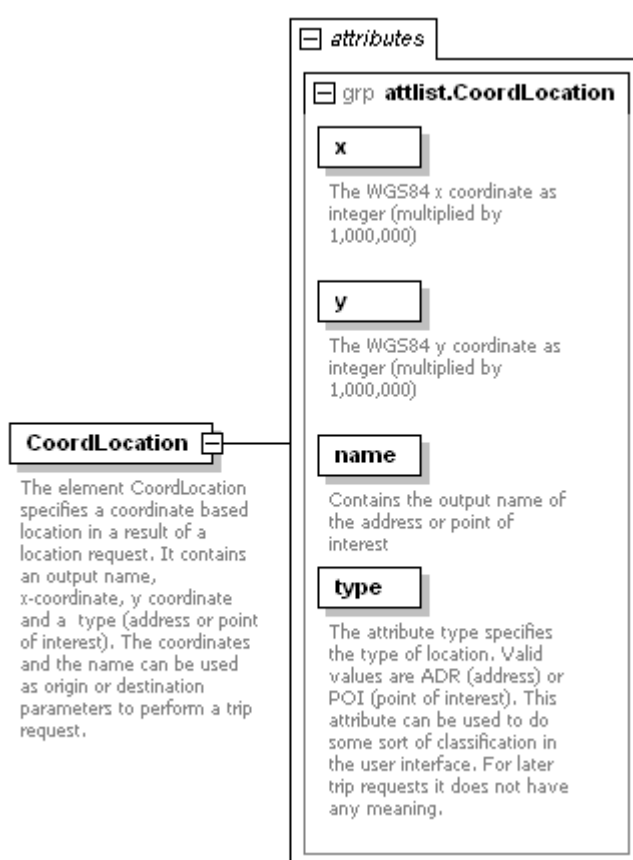 attributes
grp attlist.CoordLocation
x
The WGS84 x coordinate as
integer (multiplied by
1,000,000)
y
The WGS84 y coordinate as
integer (multiplied by
1,000,000)
CoordLocation
The element CoordLocation
specifies a coordinate based
location in a result of a
location request. It contains
an output name,
x-coordinate, y coordinate
and a type (address or point
of interest). The coordinates
and the name can be used
as origin or destination
parameters to perform a trip
request.
name
Contains the output name of
the address or point of
interest
type
The attribute type specifies
the type of location. Valid
values are ADR (address) or
POI (point of interest). This
attribute can be used to do
some sort of classification in
the user interface. For later
trip requests it does not have
any meaning.